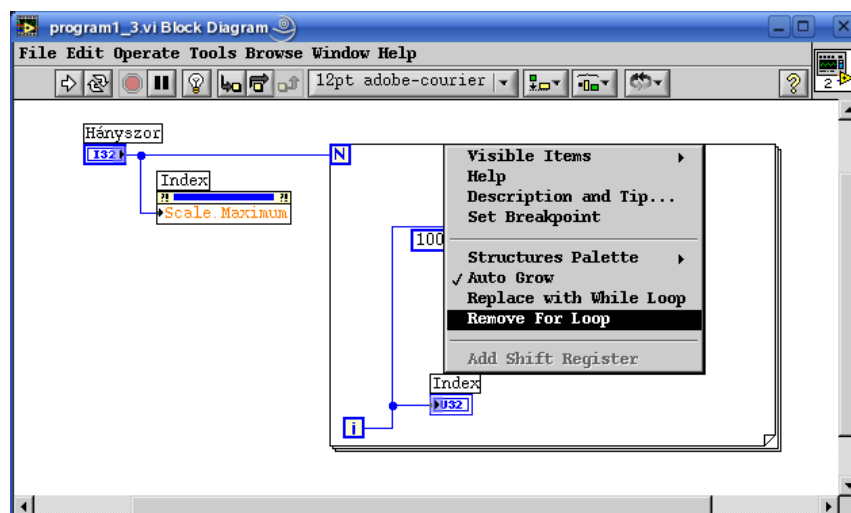 program1_3.vi Block Diagram
File Edit Operate Tools Browse Window Help
12pt adobe-courier
?
2
Hányszor
I32
N
Index
?! ?!
Scale.Maximum
100
Visible Items
Help
Description and Tip...
Set Breakpoint
Structures Palette
Auto Grow
Replace with While Loop
Remove For Loop
Add Shift Register
Index
U32
i